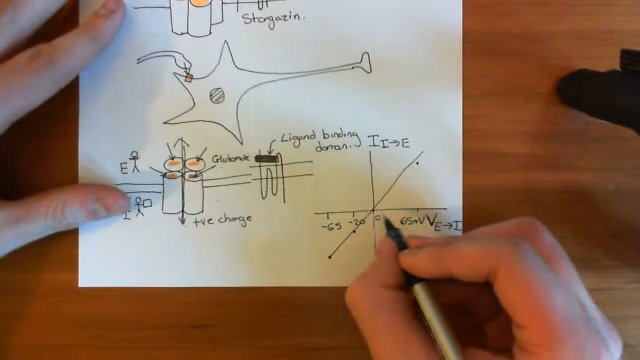 Stargazin.
Ligand binding
domain.
Glutamate
E
I
+ve charge
I I→E
-65 -20 0 65mV V E→I